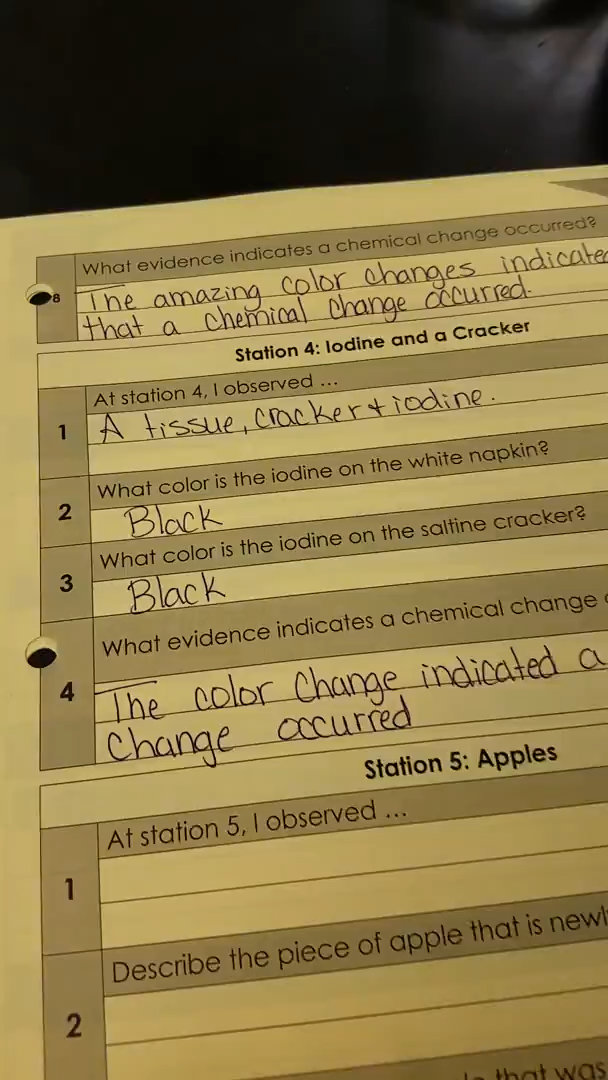 What evidence indicates a chemical change occurred?
8
The amazing color changes indicated
that a chemical change occurred.
Station 4: Iodine and a Cracker
At station 4, I observed ...
1
A tissue, cracker + iodine.
What color is the iodine on the white napkin?
2
Black
What color is the iodine on the saltine cracker?
3
Black
What evidence indicates a chemical change
4
The color change indicated a
change occurred
Station 5: Apples
At station 5, I observed ...
1
Describe the piece of apple that is newl
2
that was